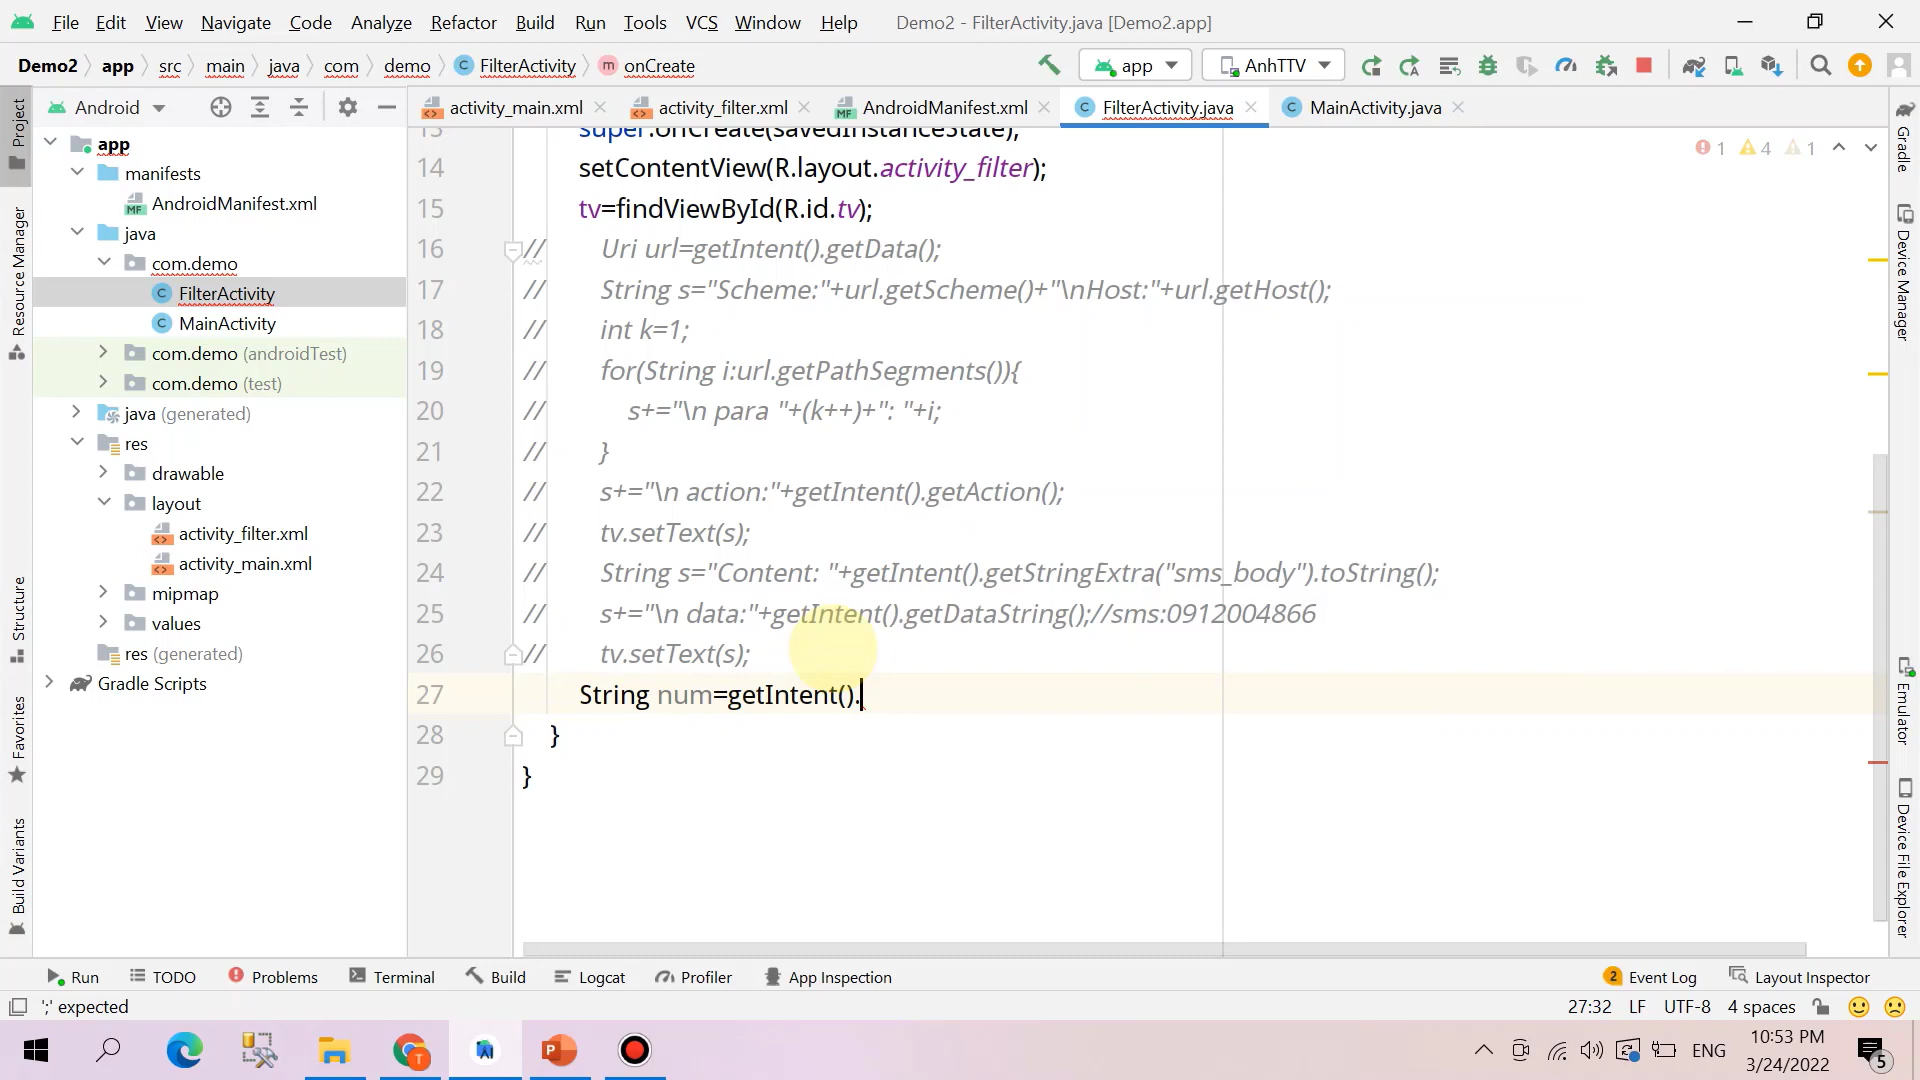 File Edit View Navigate Code Analyze Refactor Build Run Tools VCS Window Help Demo2 - FilterActivity.java [Demo2.app]
Demo2 app src main java com demo FilterActivity onCreate app AnhTTV
Android activity_main.xml activity_filter.xml AndroidManifest.xml FilterActivity.java MainActivity.java
Project
Resource Manager
Structure
Favorites
Build Variants
app
manifests
AndroidManifest.xml
java
com.demo
FilterActivity
MainActivity
com.demo (androidTest)
com.demo (test)
java (generated)
res
drawable
layout
activity_filter.xml
activity_main.xml
mipmap
values
res (generated)
Gradle Scripts
1 4 1
13 super.onCreate(savedInstanceState);
14 setContentView(R.layout.activity_filter);
15 tv=findViewById(R.id.tv);
16 // Uri url=getIntent().getData();
17 // String s="Scheme:"+url.getScheme()+"\nHost:"+url.getHost();
18 // int k=1;
19 // for(String i:url.getPathSegments()){
20 // s+="\n para "+(k++)+": "+i;
21 // }
22 // s+="\n action:"+getIntent().getAction();
23 // tv.setText(s);
24 // String s="Content: "+getIntent().getStringExtra("sms_body").toString();
25 // s+="\n data:"+getIntent().getDataString();//sms:0912004866
26 // tv.setText(s);
27 String num=getIntent().
28 }
29 }
Gradle
Device Manager
Emulator
Device File Explorer
Run TODO Problems Terminal Build Logcat Profiler App Inspection 2 Event Log Layout Inspector
';' expected 27:32 LF UTF-8 4 spaces
ENG 10:53 PM
3/24/2022 5